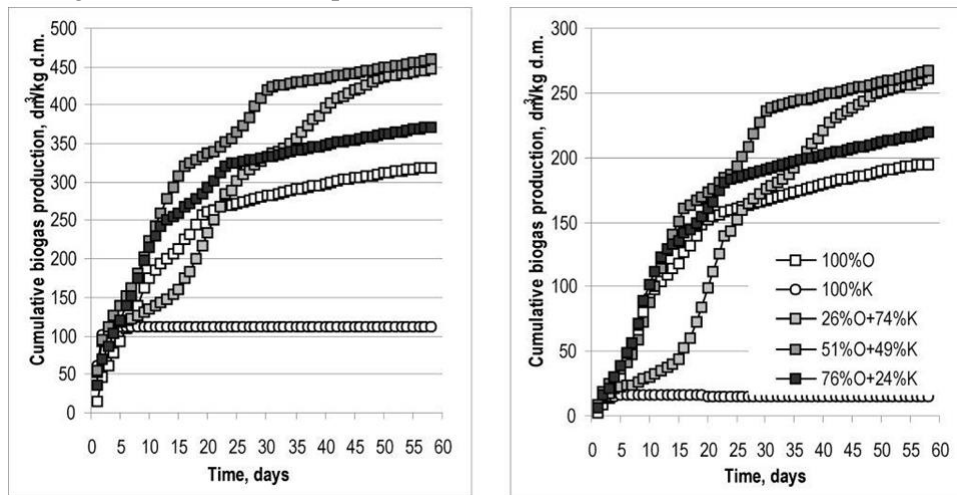 Cumulative biogas production, dm³/kg d.m.
500
450
400
350
300
250
200
150
100
50
0
0 5 10 15 20 25 30 35 40 45 50 55 60
Time, days
Cumulative biogas production, dm³/kg d.m.
300
250
200
150
100
50
0
0 5 10 15 20 25 30 35 40 45 50 55 60
Time, days
100%O
100%K
26%O+74%K
51%O+49%K
76%O+24%K